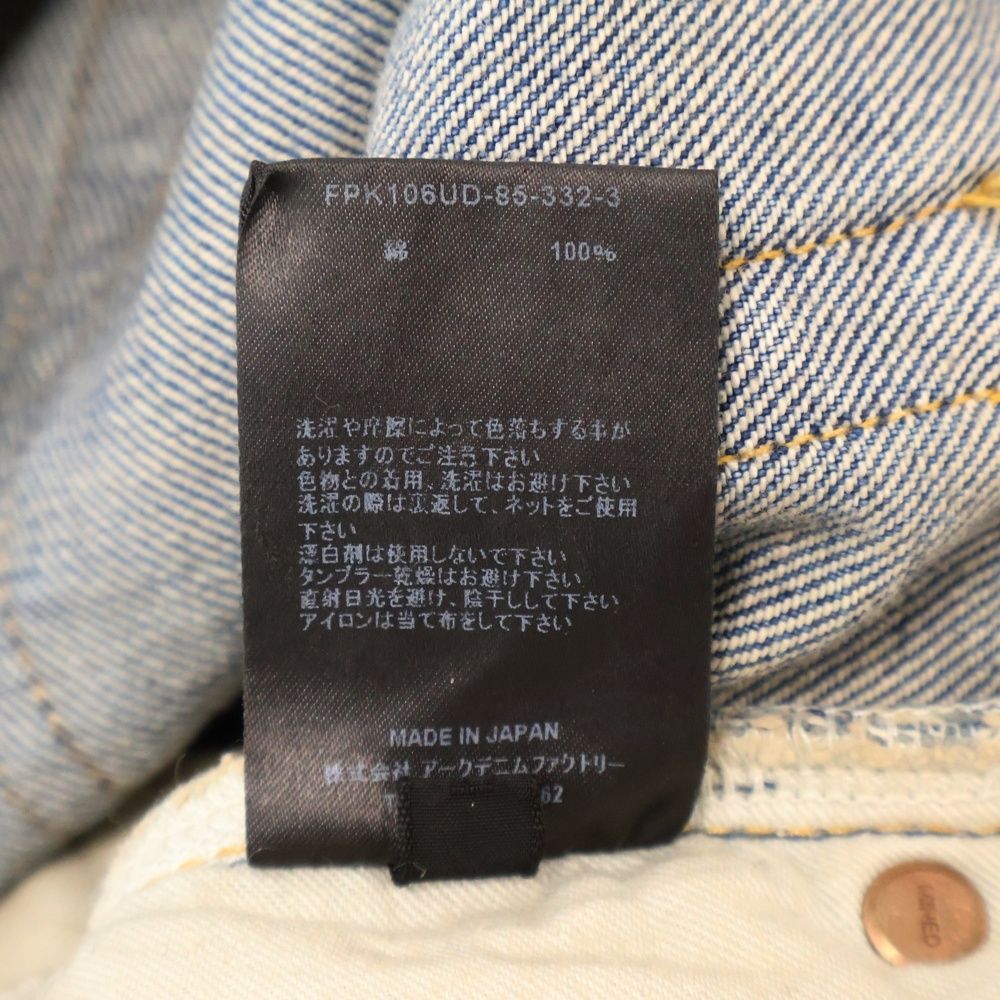 FPK106UD-85-332-3
綿 100%
洗濯や摩擦によって色落ちする事が
ありますのでご注意下さい
色物との着用、洗濯はお避け下さい
洗濯の際は裏返して、ネットをご使用
下さい
漂白剤は使用しないで下さい
タンブラー乾燥はお避け下さい
直射日光を避け、陰干しして下さい
アイロンは当て布をして下さい
MADE IN JAPAN
株式会社 アークデニムファクトリー
T 62